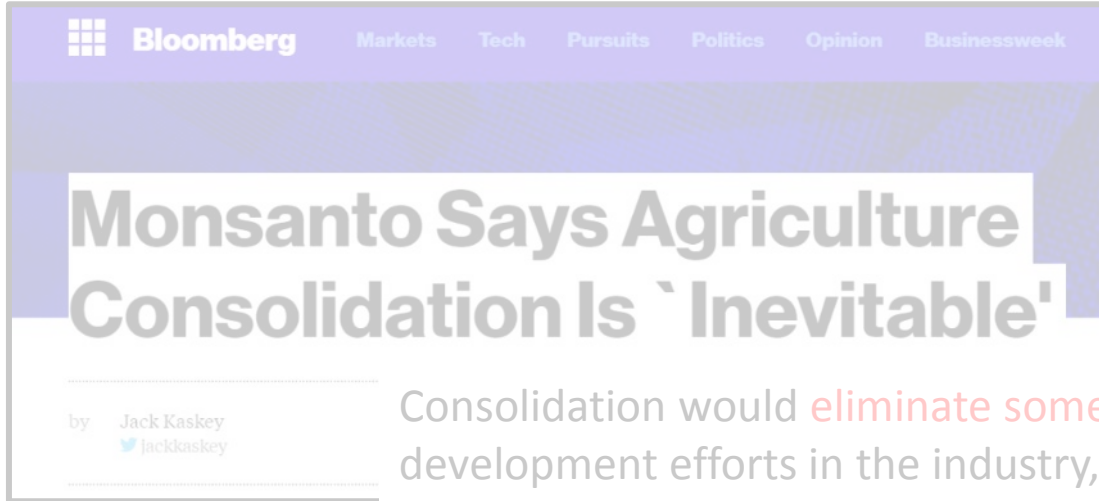 Bloomberg Markets Tech Pursuits Politics Opinion Businessweek
Monsanto Says Agriculture
Consolidation Is `Inevitable'
by Jack Kaskey
jackkaskey
Consolidation would eliminate some
development efforts in the industry,